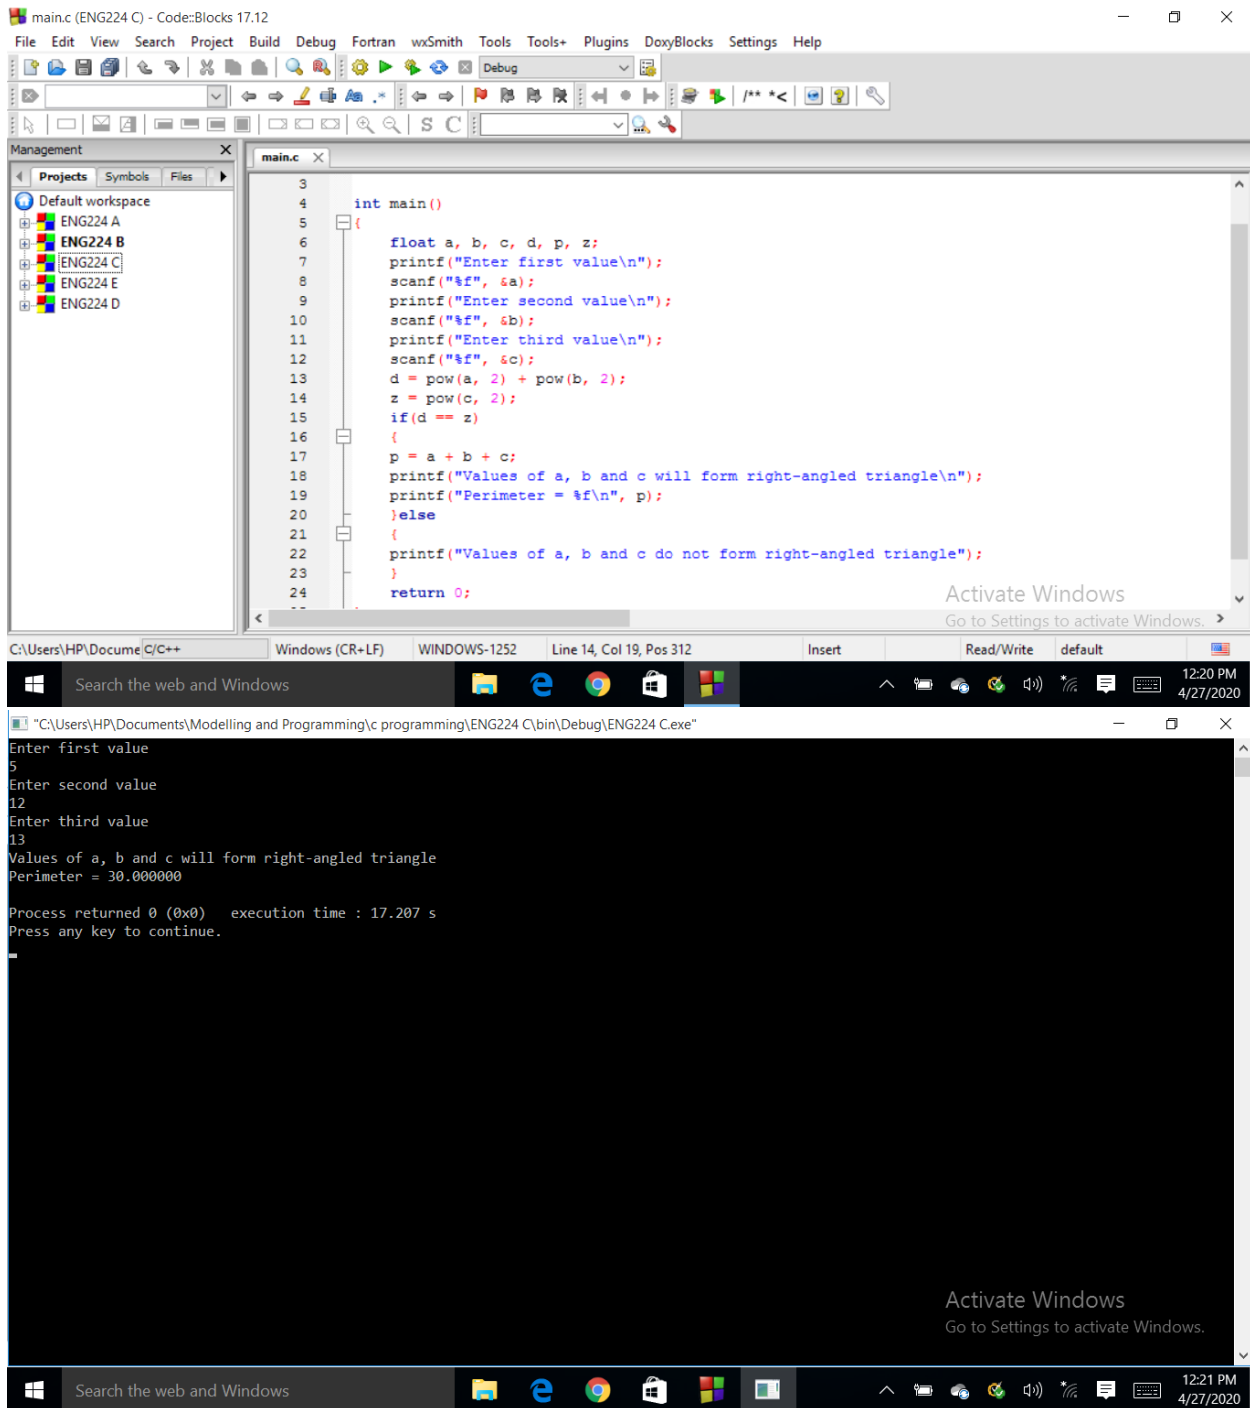 main.c (ENG224 C) - Code::Blocks 17.12
File Edit View Search Project Build Debug Fortran wxSmith Tools Tools+ Plugins DoxyBlocks Settings Help
Debug
/** *<
S C
Management
main.c
Projects Symbols Files
Default workspace
ENG224 A
ENG224 B
ENG224 C
ENG224 E
ENG224 D
3
4 int main()
5 {
6 float a, b, c, d, p, z;
7 printf("Enter first value\n");
8 scanf("%f", &a);
9 printf("Enter second value\n");
10 scanf("%f", &b);
11 printf("Enter third value\n");
12 scanf("%f", &c);
13 d = pow(a, 2) + pow(b, 2);
14 z = pow(c, 2);
15 if(d == z)
16 {
17 p = a + b + c;
18 printf("Values of a, b and c will form right-angled triangle\n");
19 printf("Perimeter = %f\n", p);
20 }else
21 {
22 printf("Values of a, b and c do not form right-angled triangle");
23 }
24 return 0;
Activate Windows
Go to Settings to activate Windows.
C:\Users\HP\Docume C/C++ Windows (CR+LF) WINDOWS-1252 Line 14, Col 19, Pos 312 Insert Read/Write default
Search the web and Windows
12:20 PM
4/27/2020
"C:\Users\HP\Documents\Modelling and Programming\c programming\ENG224 C\bin\Debug\ENG224 C.exe"
Enter first value
5
Enter second value
12
Enter third value
13
Values of a, b and c will form right-angled triangle
Perimeter = 30.000000
Process returned 0 (0x0) execution time : 17.207 s
Press any key to continue.
Activate Windows
Go to Settings to activate Windows.
Search the web and Windows
12:21 PM
4/27/2020